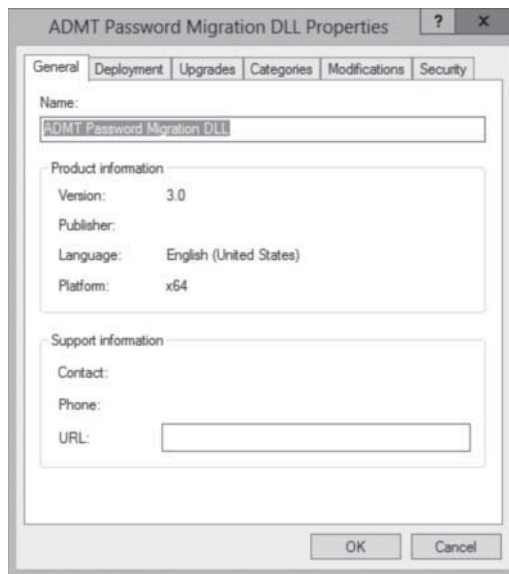 ADMT Password Migration DLL Properties ? x
General Deployment Upgrades Categories Modifications Security
Name:
ADMT Password Migration DLL
Product information
Version: 3.0
Publisher:
Language: English (United States)
Platform: x64
Support information
Contact:
Phone:
URL:
OK Cancel